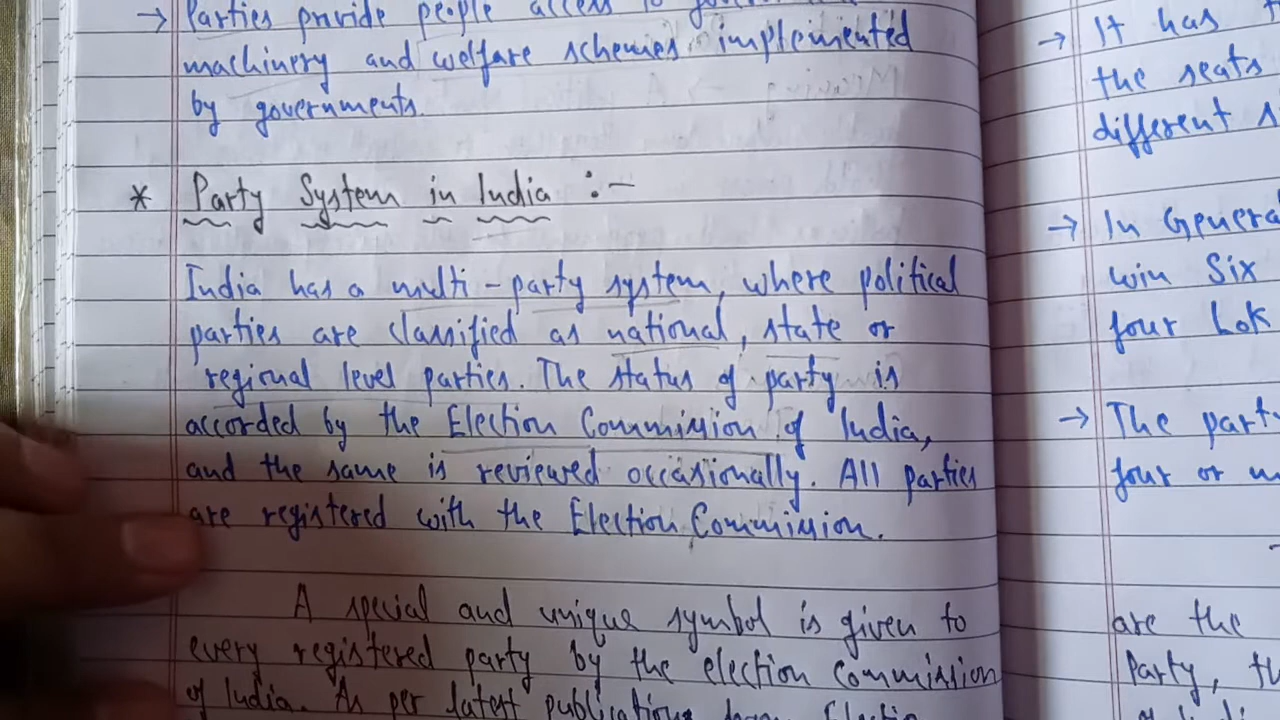 → Parties provide people access to
machinery and welfare schemes implemented
by governments.
* Party System in India :-
India has a multi-party system, where political
parties are classified as national, state or
regional level parties. The status of party is
accorded by the Election Commission of India,
and the same is reviewed occasionally. All parties
are registered with the Election Commission.
A special and unique symbol is given to
every registered party by the election commission
of India. As per latest publications from
→ It has
the seats
different
→ In
win Six
four Lok
→ The
four or
are the
Party,